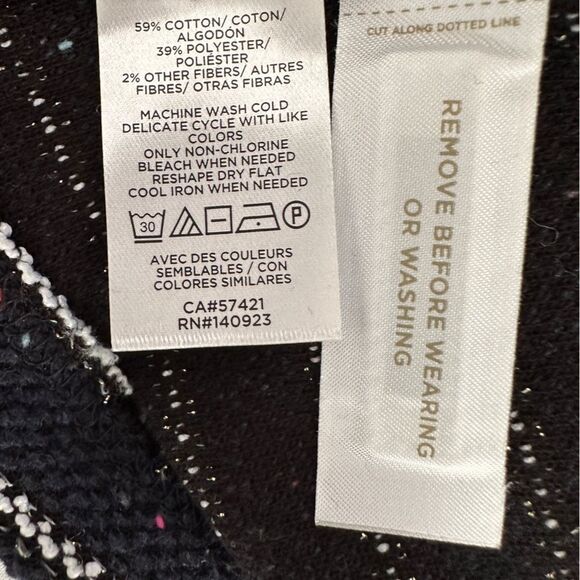 59% COTTON/ COTON/
ALGODÓN
39% POLYESTER/
POLIÉSTER
2% OTHER FIBERS/ AUTRES
FIBRES/ OTRAS FIBRAS
MACHINE WASH COLD
DELICATE CYCLE WITH LIKE
COLORS
ONLY NON-CHLORINE
BLEACH WHEN NEEDED
RESHAPE DRY FLAT
COOL IRON WHEN NEEDED
30 P
AVEC DES COULEURS
SEMBLABLES / CON
COLORES SIMILARES
CA#57421
RN#140923
CUT ALONG DOTTED LINE
REMOVE BEFORE WEARING
OR WASHING